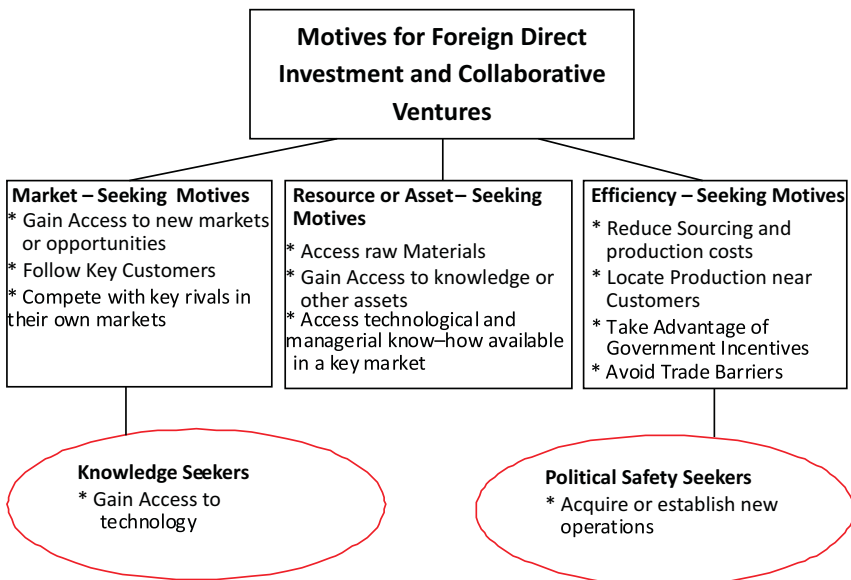 Motives for Foreign Direct
Investment and Collaborative
Ventures
Market – Seeking Motives
* Gain Access to new markets
or opportunities
* Follow Key Customers
* Compete with key rivals in
their own markets
Resource or Asset – Seeking
Motives
* Access raw Materials
* Gain Access to knowledge or
other assets
* Access technological and
managerial know–how available
in a key market
Efficiency – Seeking Motives
* Reduce Sourcing and
production costs
* Locate Production near
Customers
* Take Advantage of
Government Incentives
* Avoid Trade Barriers
Knowledge Seekers
* Gain Access to
technology
Political Safety Seekers
* Acquire or establish new
operations